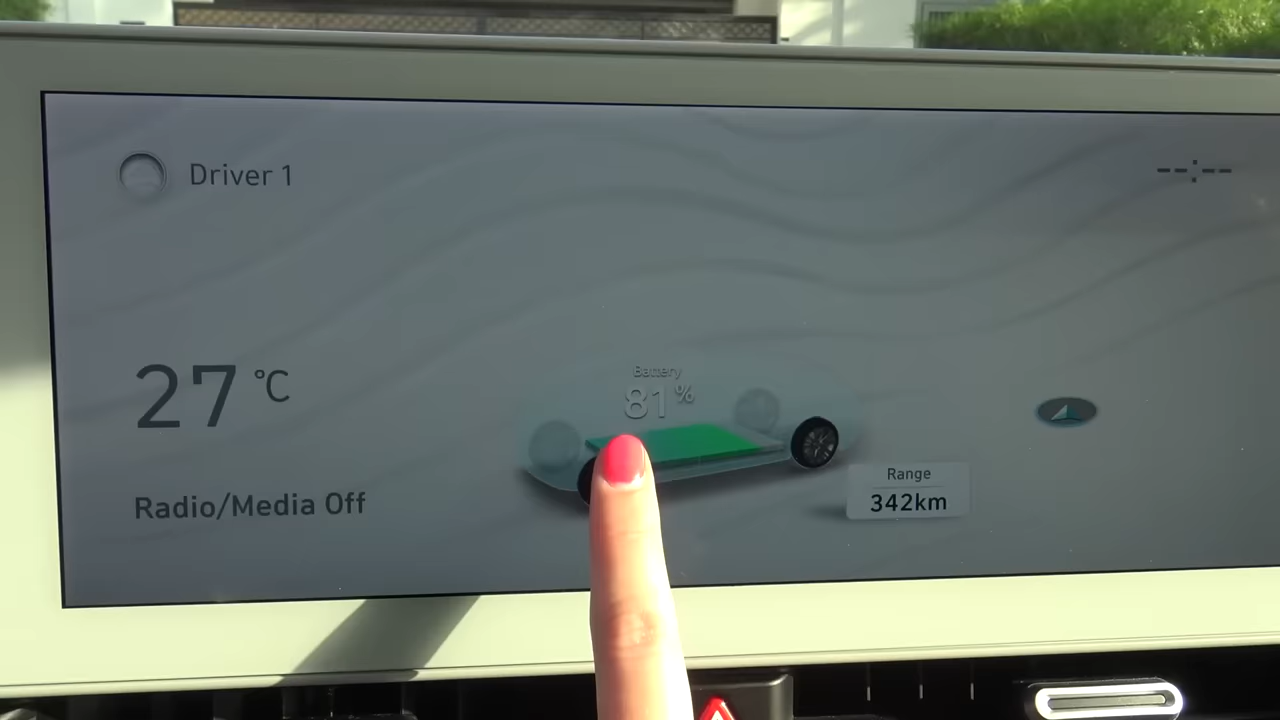 Driver 1
--:--
27 °C
Battery
81%
Range
342km
Radio/Media Off